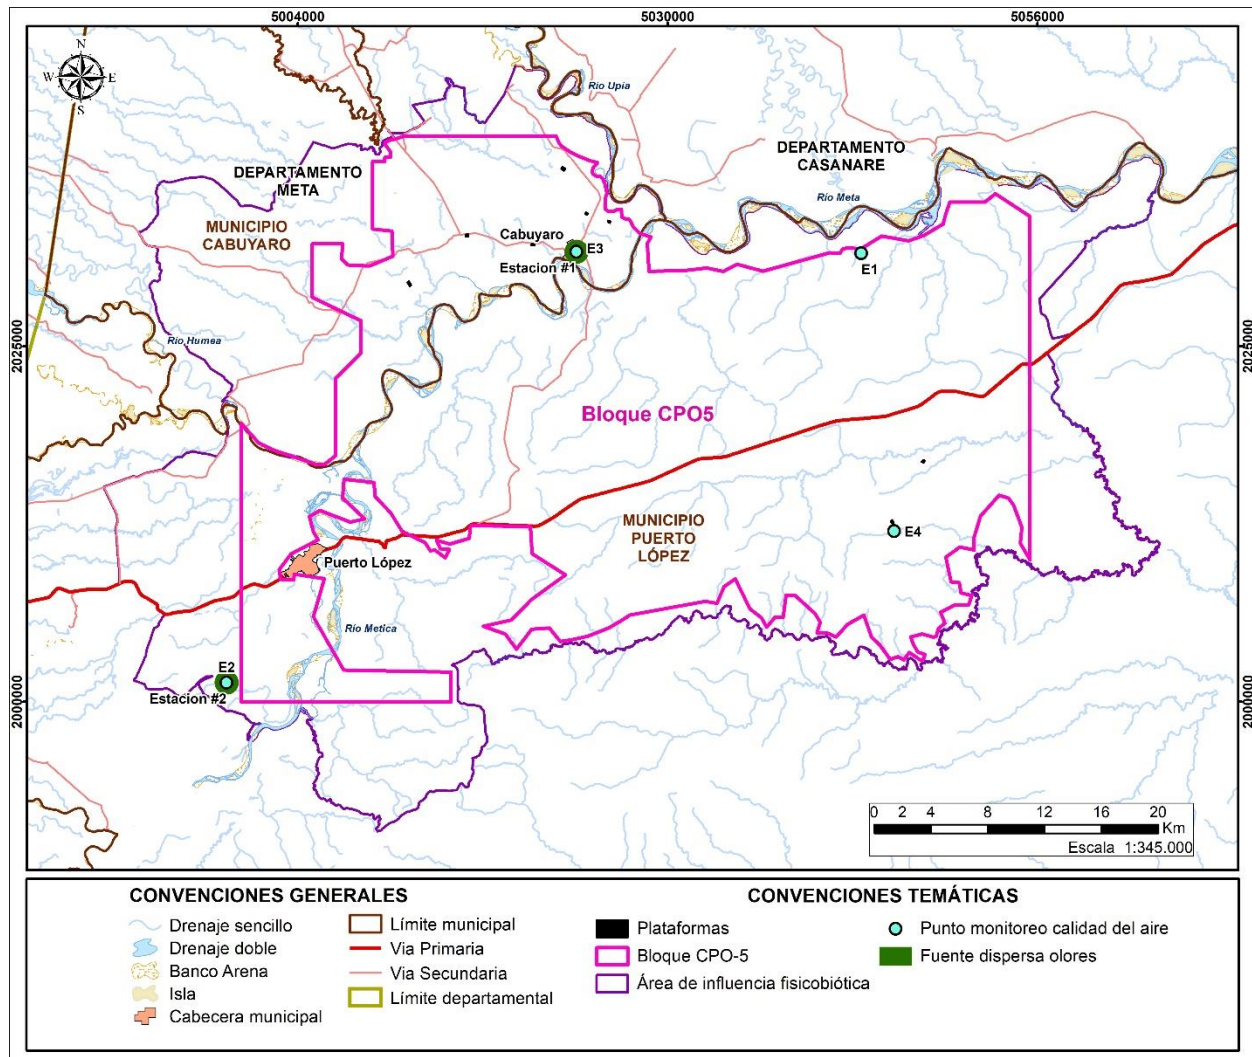 5004000
5030000
5056000
N
W
E
S
Río Upia
DEPARTAMENTO
CASANARE
DEPARTAMENTO
META
Río Meta
MUNICIPIO
CABUYARO
Cabuyaro
E3
Estacion #1
E1
2025000
2025000
Río Humea
Bloque CPO5
MUNICIPIO
PUERTO
LÓPEZ
E4
Puerto López
Río Metica
E2
Estacion #2
2000000
2000000
0 2 4 8 12 16 20
Km
Escala 1:345.000
CONVENCIONES GENERALES
Drenaje sencillo
Drenaje doble
Banco Arena
Isla
Cabecera municipal
Límite municipal
Via Primaria
Via Secundaria
Límite departamental
CONVENCIONES TEMÁTICAS
Plataformas
Bloque CPO-5
Área de influencia fisicobiótica
Punto monitoreo calidad del aire
Fuente dispersa olores